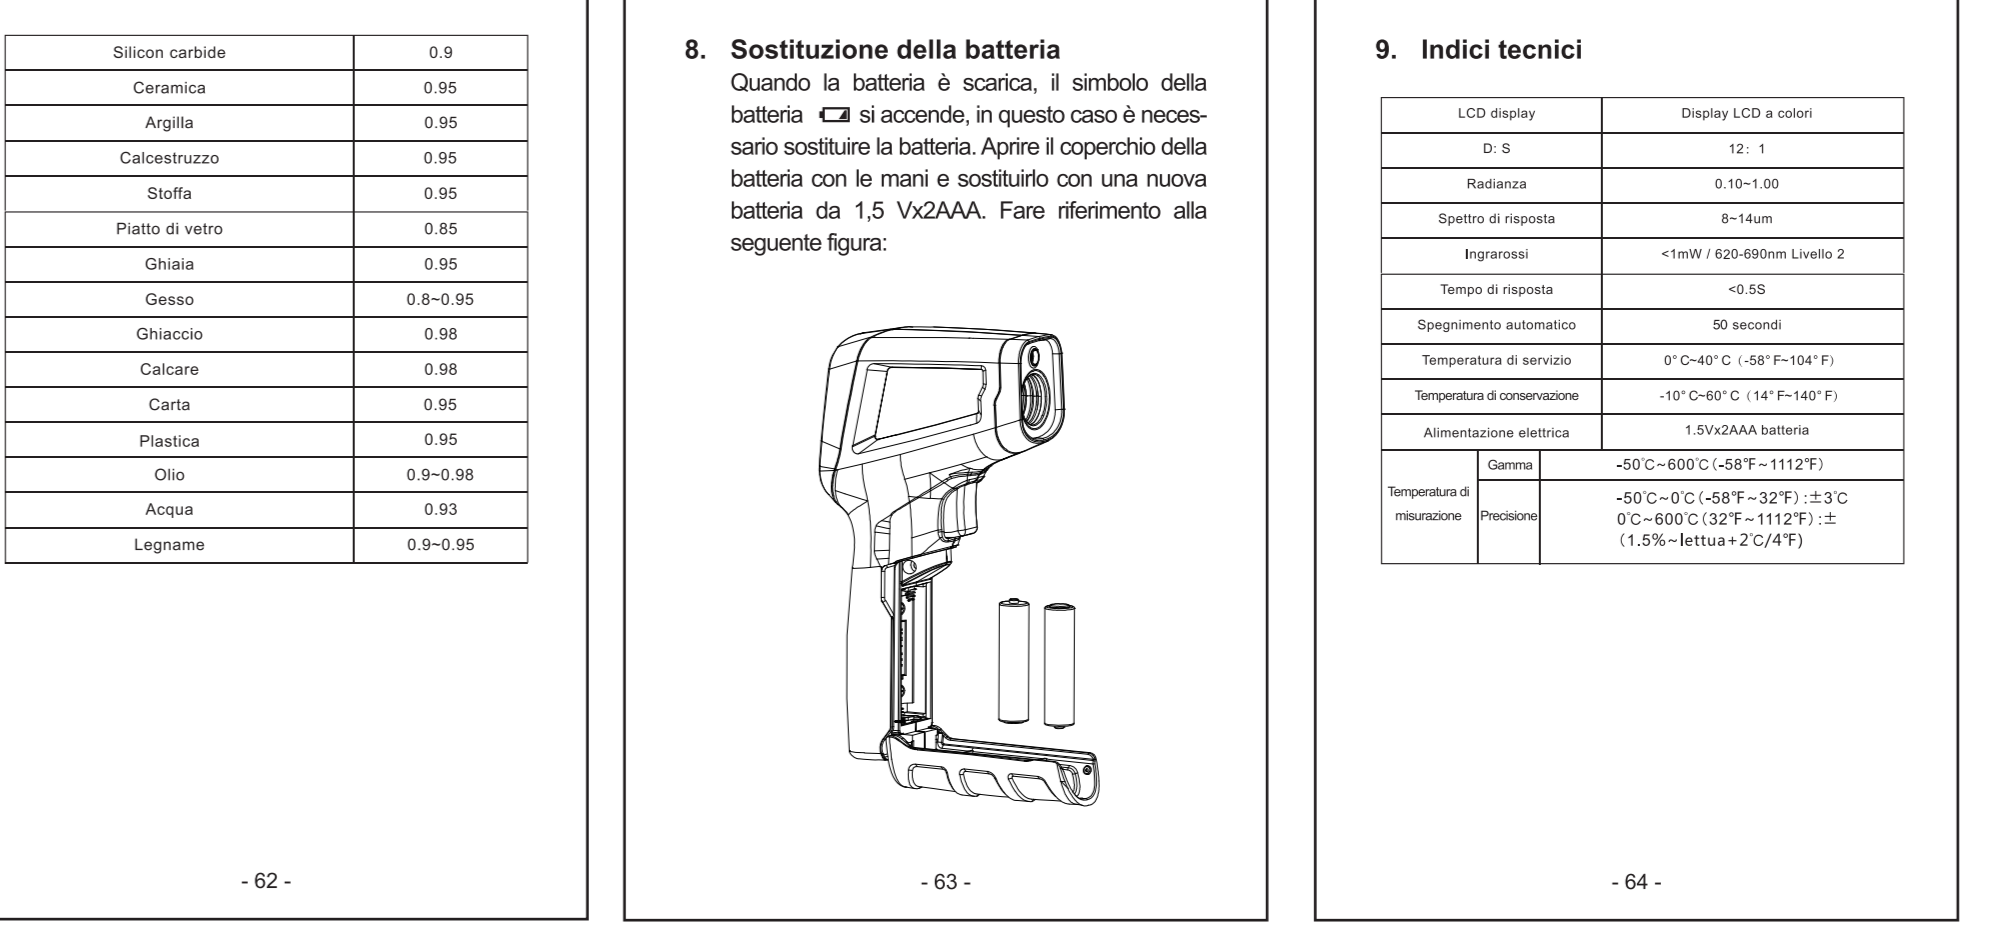 Silicon carbide 0.9
Ceramica 0.95
Argilla 0.95
Calcestruzzo 0.95
Stoffa 0.95
Piatto di vetro 0.85
Ghiaia 0.95
Gesso 0.8~0.95
Ghiaccio 0.98
Calcare 0.98
Carta 0.95
Plastica 0.95
Olio 0.9~0.98
Acqua 0.93
Legname 0.9~0.95
- 62 -
8. Sostituzione della batteria
Quando la batteria è scarica, il simbolo della
batteria si accende, in questo caso è neces-
sario sostituire la batteria. Aprire il coperchio della
batteria con le mani e sostituirlo con una nuova
batteria da 1,5 Vx2AAA. Fare riferimento alla
seguente figura:
- 63 -
9. Indici tecnici
LCD display Display LCD a colori
D: S 12: 1
Radianza 0.10~1.00
Spettro di risposta 8~14um
Ingrarossi <1mW / 620-690nm Livello 2
Tempo di risposta <0.5S
Spegnimento automatico 50 secondi
Temperatura di servizio 0°C~40°C (-58°F~104°F)
Temperatura di conservazione -10°C~60°C (14°F~140°F)
Alimentazione elettrica 1.5Vx2AAA batteria
Temperatura di
misurazione
Gamma -50℃~600℃(-58℉~1112℉)
Precisione
-50℃~0℃(-58℉~32℉):±3℃
0℃~600℃(32℉~1112℉):±
(1.5%~lettua+2℃/4℉)
- 64 -